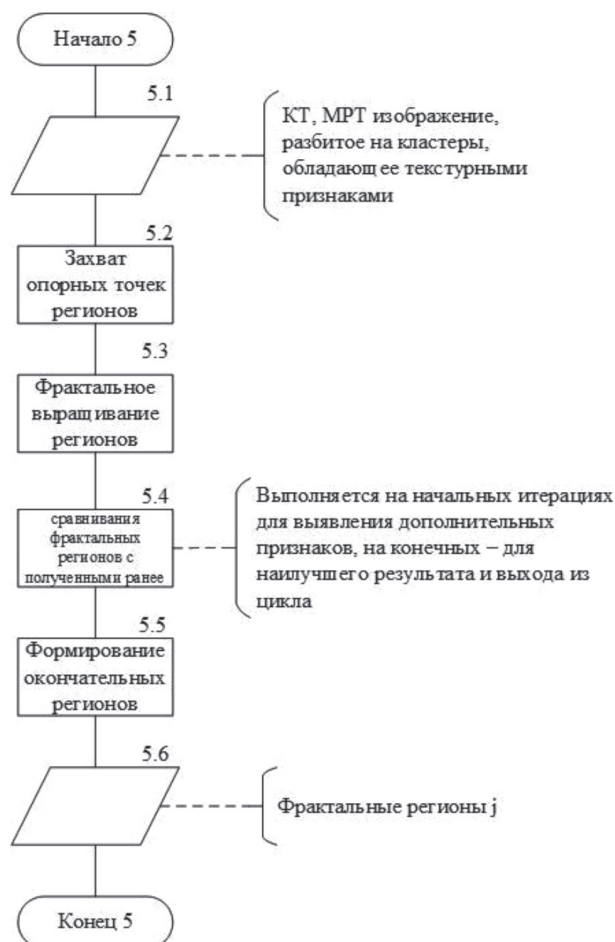 Начало 5
5.1
КТ, МРТ изображение,
разбитое на кластеры,
обладающее текстурными
признаками
5.2
Захват
опорных точек
регионов
5.3
Фрактальное
выращивание
регионов
5.4
сравнивания
фрактальных
регионов с
полученными ранее
Выполняется на начальных итерациях
для выявления дополнительных
признаков, на конечных – для
наилучшего результата и выхода из
цикла
5.5
Формирование
окончательных
регионов
5.6
Фрактальные регионы j
Конец 5